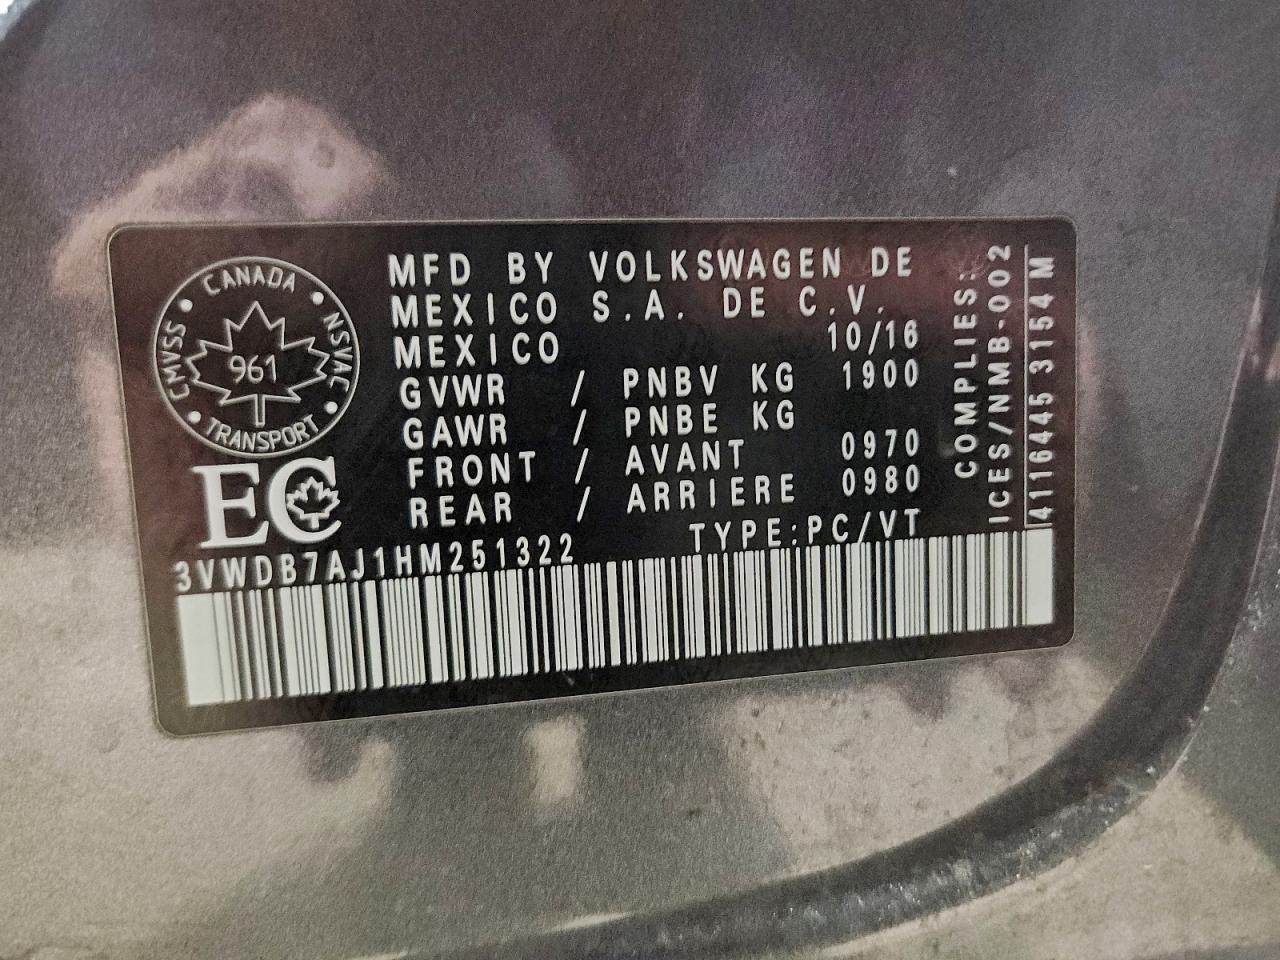 CANADA
CMVSS
NSVAC
961
TRANSPORT
EC
MFD BY VOLKSWAGEN DE
MEXICO S.A. DE C.V.
MEXICO 10/16
GVWR / PNBV KG 1900
GAWR / PNBE KG
FRONT / AVANT 0970
REAR / ARRIERE 0980
TYPE:PC/VT
3VWDB7AJ1HM251322
COMPLIES:
ICES/NMB-002
4116445 3154 M